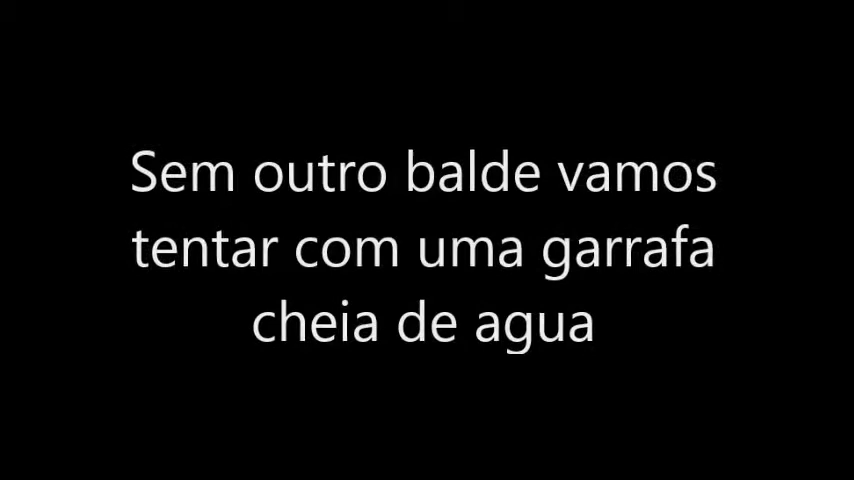 Sem outro balde vamos
tentar com uma garrafa
cheia de agua